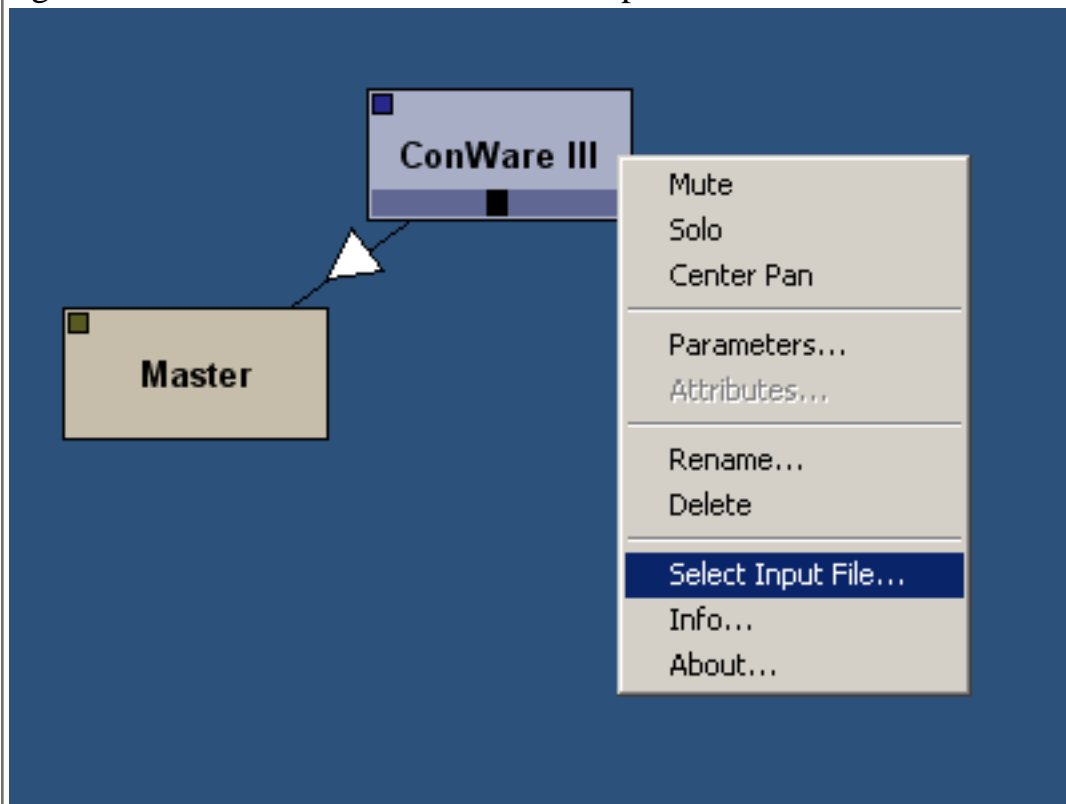 ConWare III
Mute
Solo
Center Pan
Parameters...
Attributes...
Rename...
Delete
Select Input File...
Info...
About...
Master